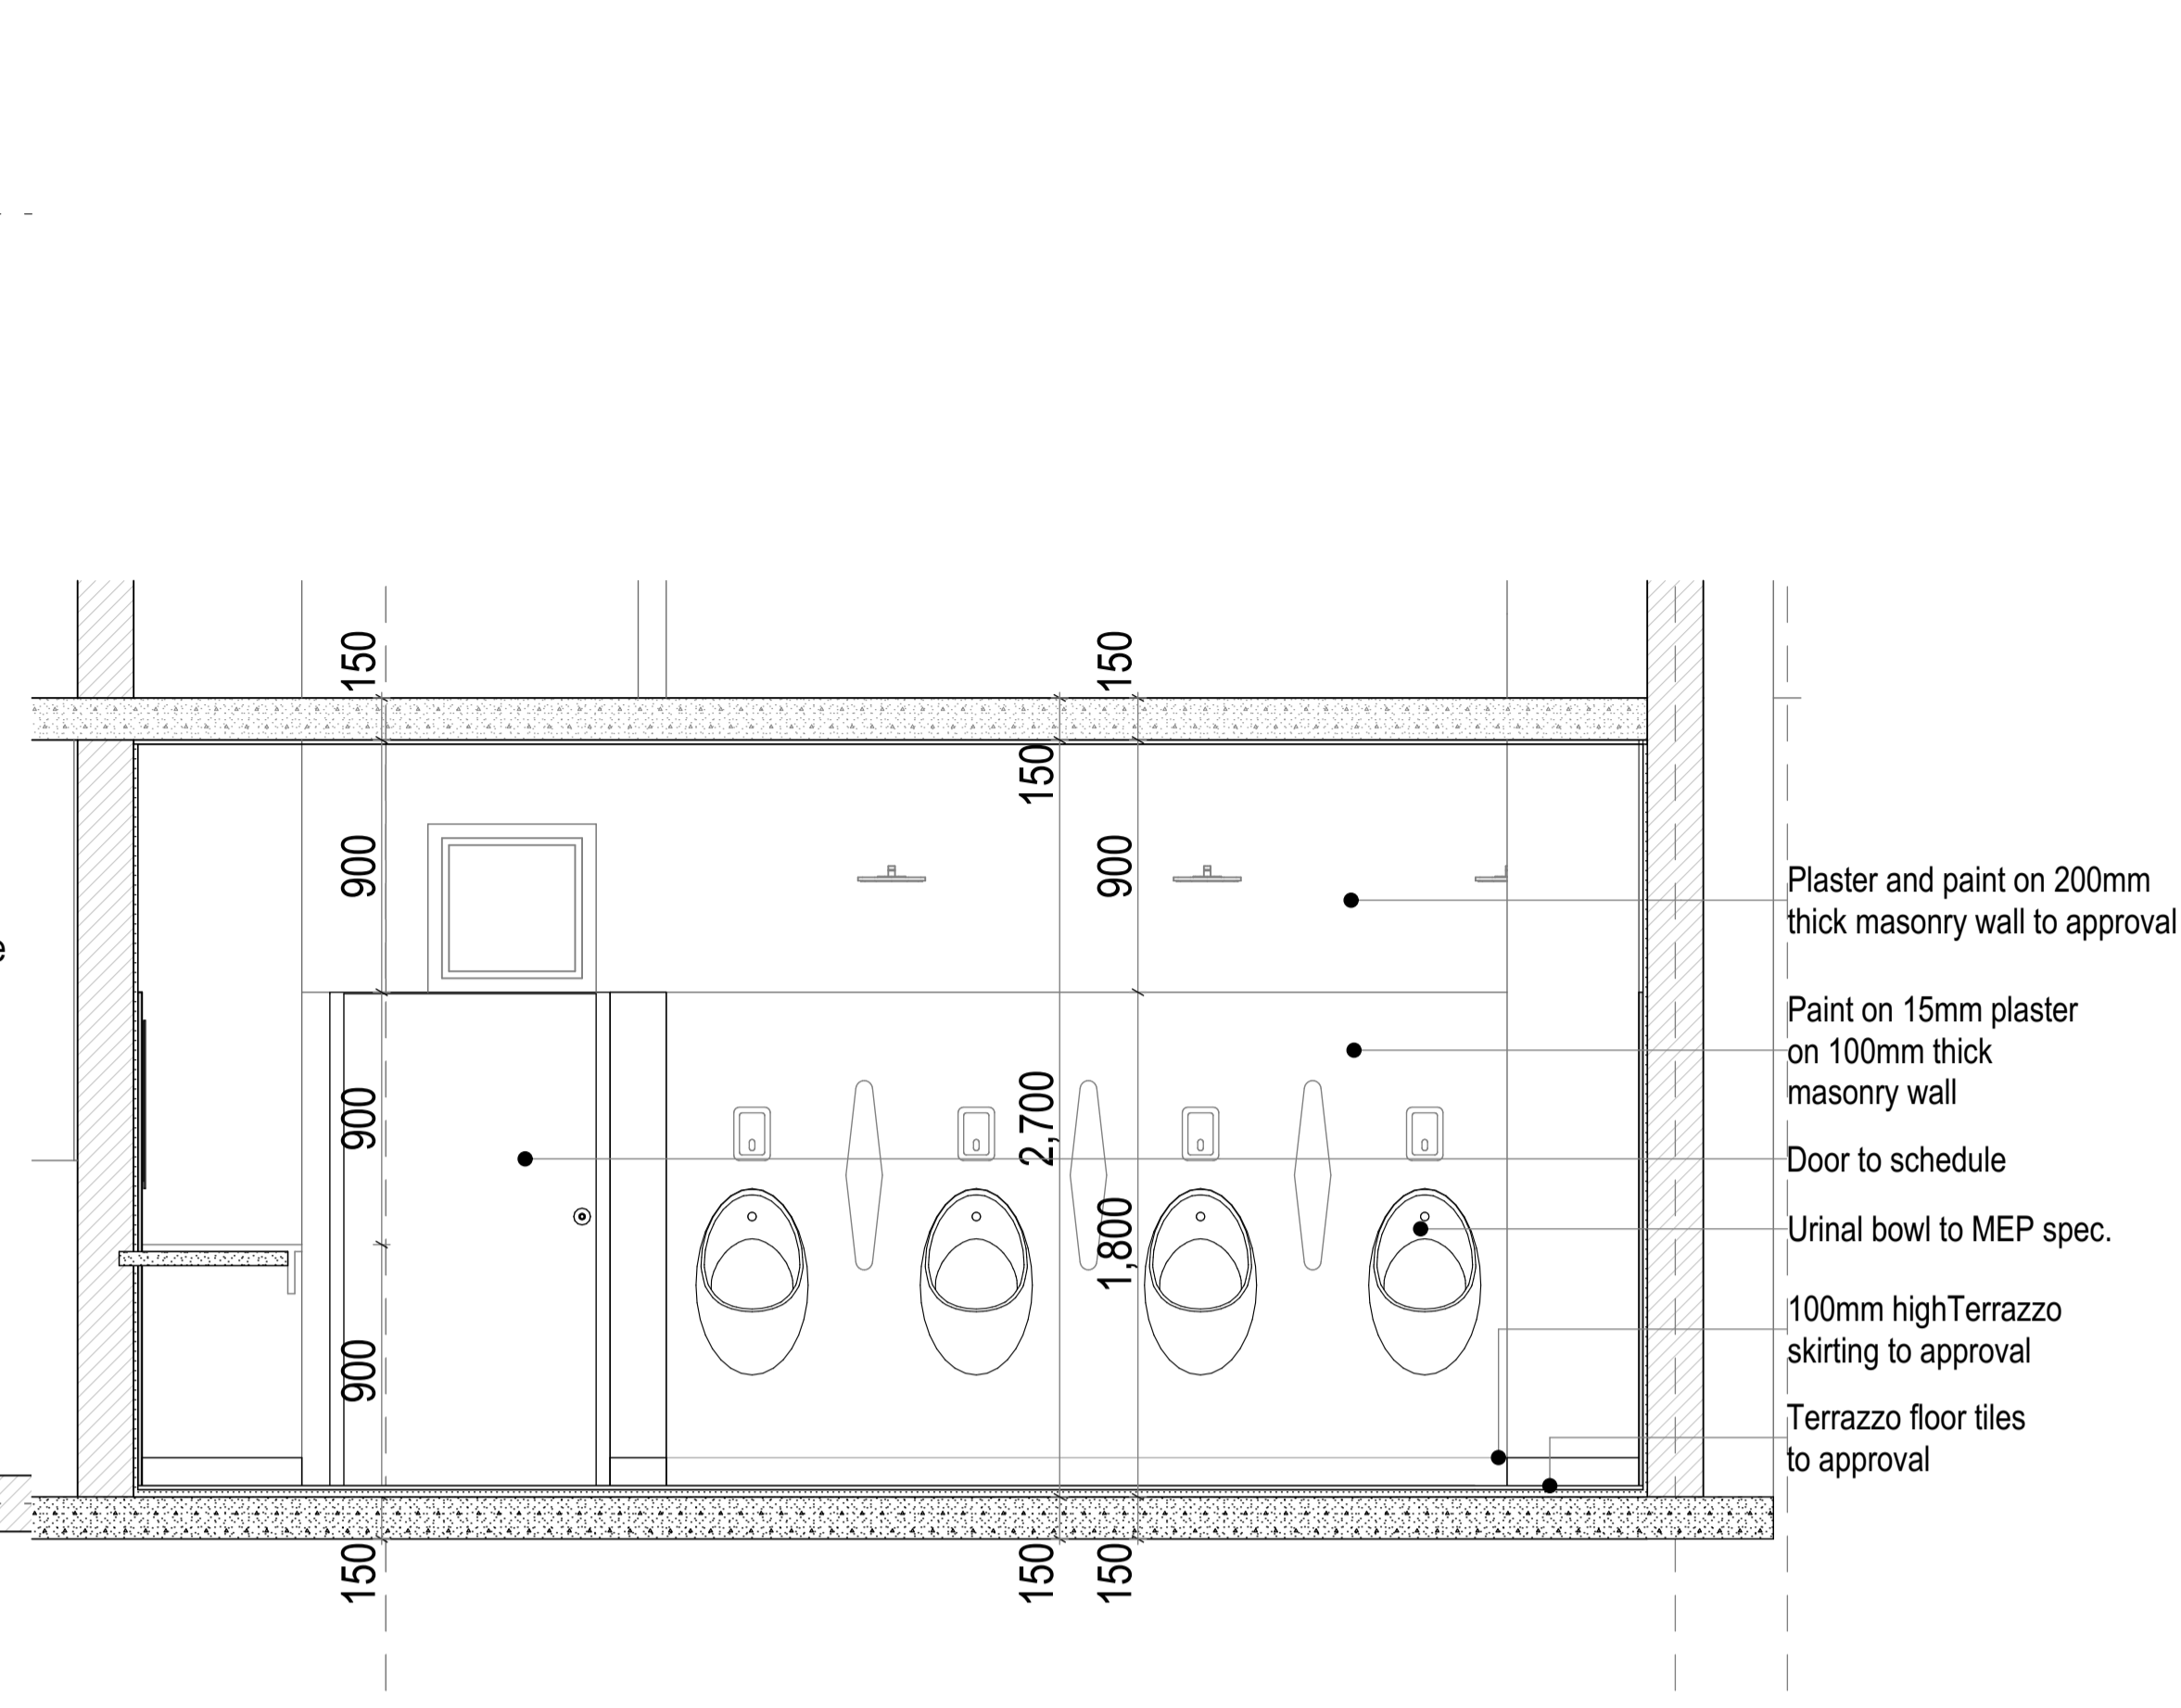 150
150
150
900
900
e
Plaster and paint on 200mm
thick masonry wall to approval
Paint on 15mm plaster
on 100mm thick
masonry wall
900
2,700
Door to schedule
1,800
Urinal bowl to MEP spec.
100mm highTerrazzo
skirting to approval
900
Terrazzo floor tiles
to approval
150
150
150